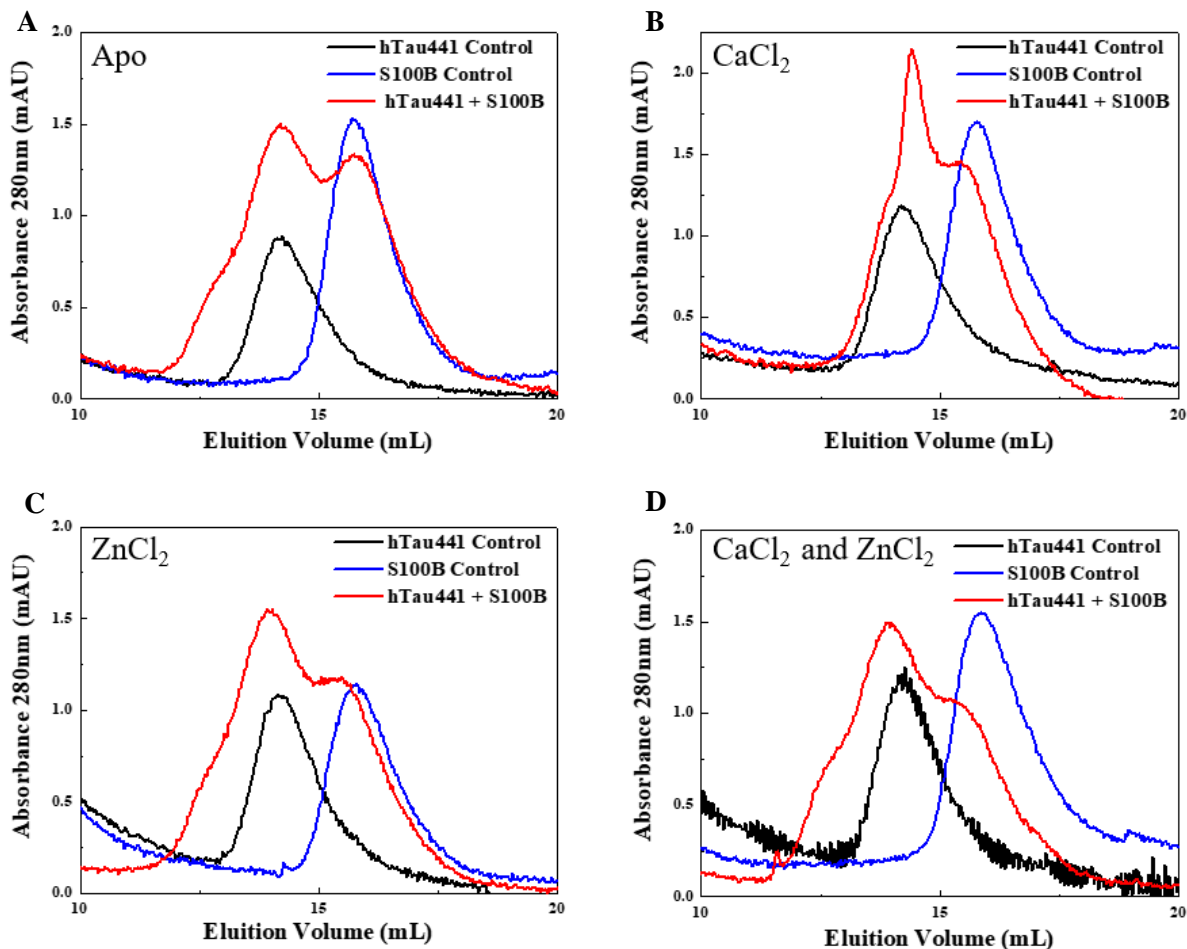 A
Apo
hTau441 Control
S100B Control
hTau441 + S100B
2.0
1.5
1.0
0.5
0.0
10
15
20
Absorbance 280nm (mAU)
Eluition Volume (mL)
B
CaCl2
hTau441 Control
S100B Control
hTau441 + S100B
2.0
1.5
1.0
0.5
0.0
10
15
20
Absorbance 280nm (mAU)
Eluition Volume (mL)
C
ZnCl2
hTau441 Control
S100B Control
hTau441 + S100B
2.0
1.5
1.0
0.5
0.0
10
15
20
Absorbance 280nm (mAU)
Eluition Volume (mL)
D
CaCl2 and ZnCl2
hTau441 Control
S100B Control
hTau441 + S100B
2.0
1.5
1.0
0.5
0.0
10
15
20
Absorbance 280nm (mAU)
Eluition Volume (mL)